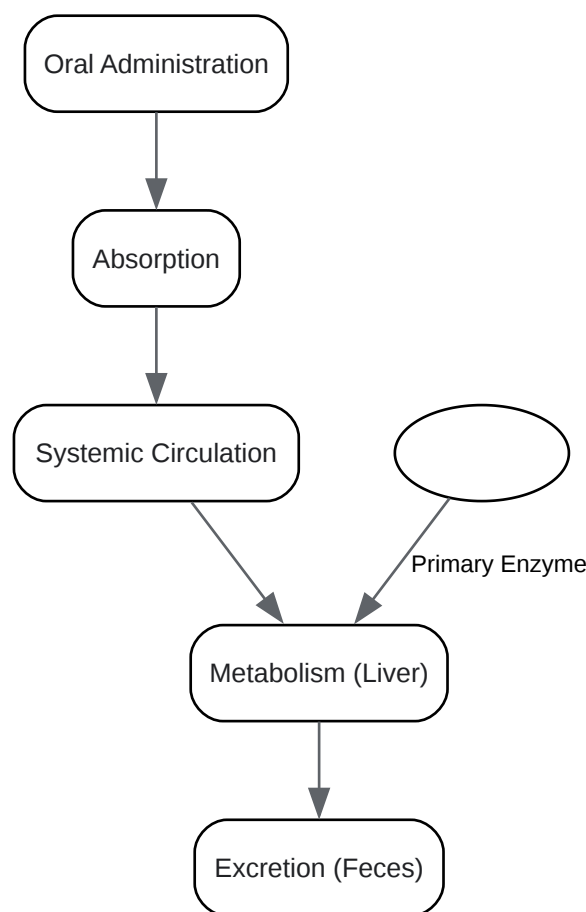 Oral Administration
Absorption
Systemic Circulation
Primary Enzyme
Metabolism (Liver)
Excretion (Feces)